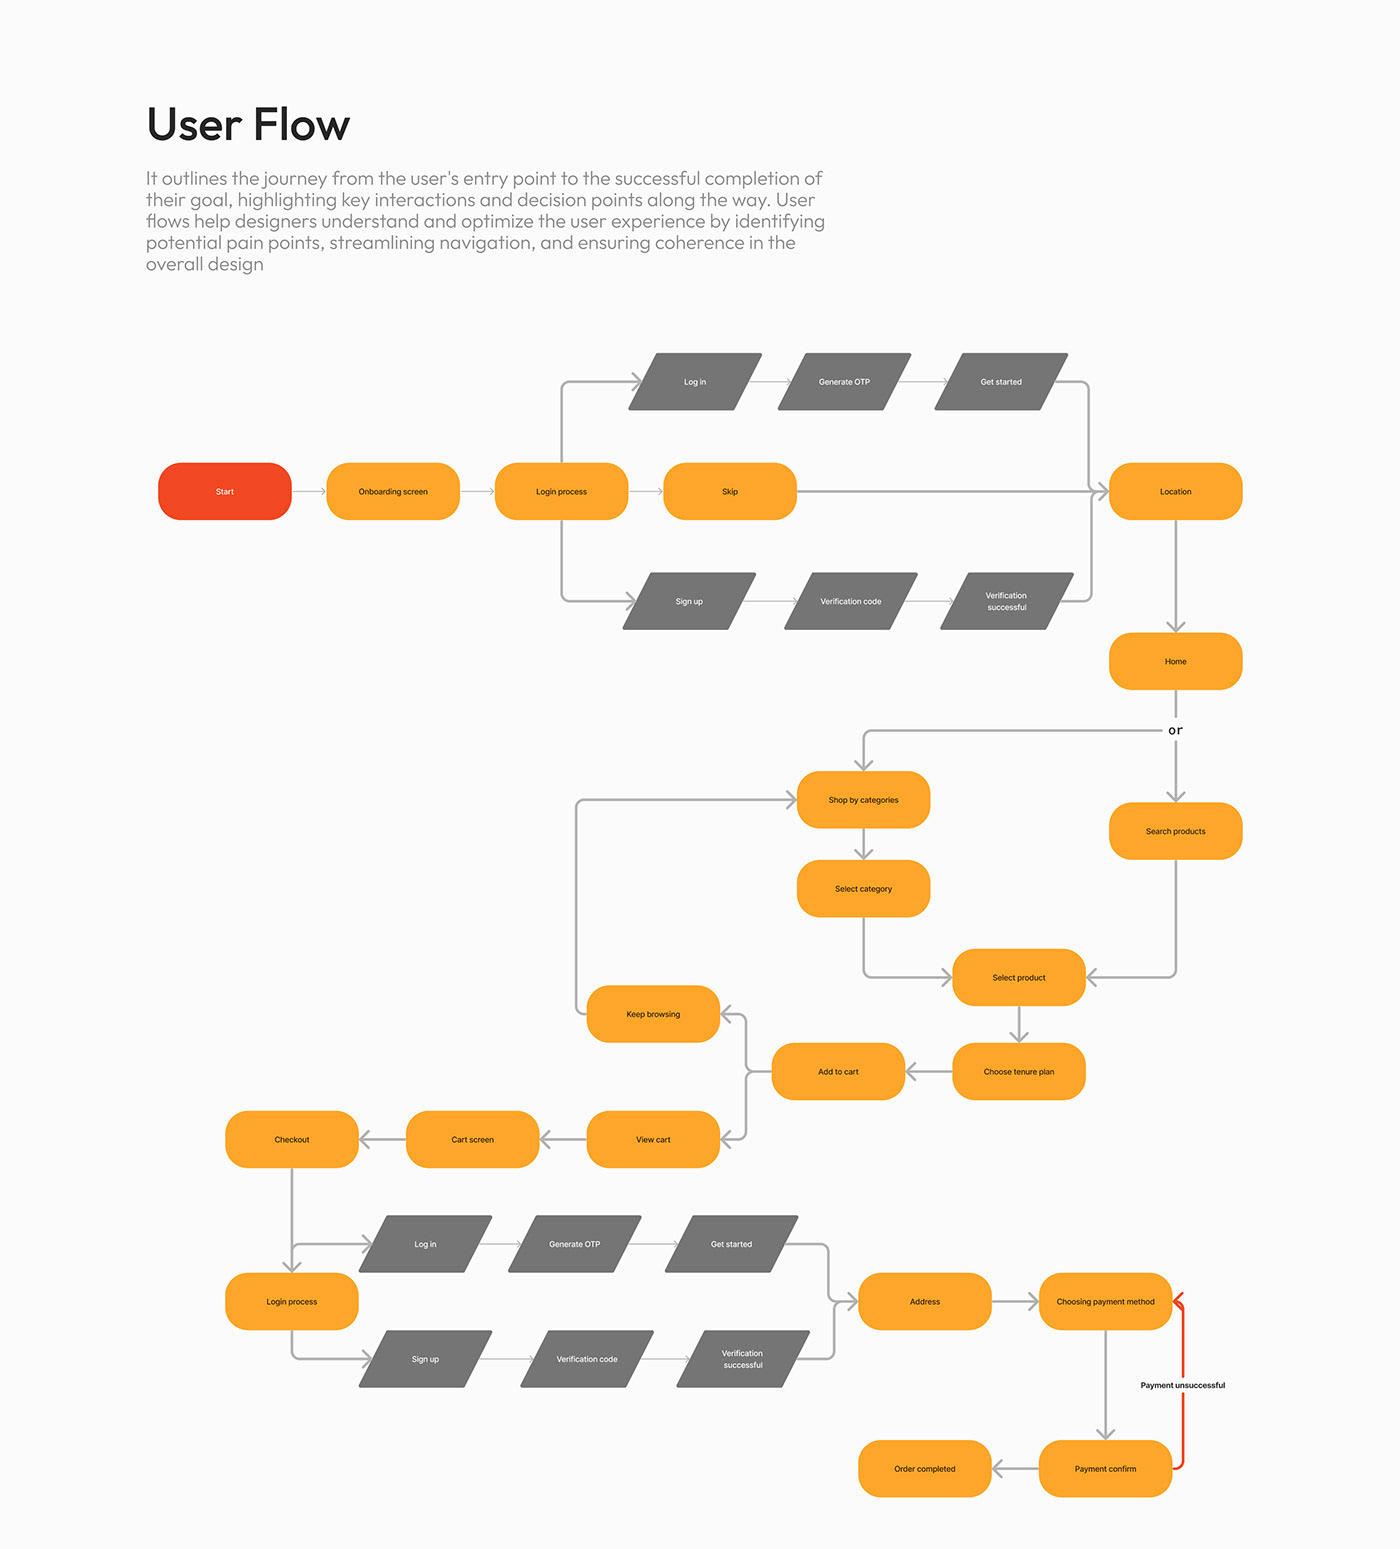 User Flow
It outlines the journey from the user's entry point to the successful completion of
their goal, highlighting key interactions and decision points along the way. User
flows help designers understand and optimize the user experience by identifying
potential pain points, streamlining navigation, and ensuring coherence in the
overall design
Log in
Generate OTP
Get started
Start
Onboarding screen
Login process
Skip
Location
Sign up
Verification code
Verification
successful
Home
or
Shop by categories
Search products
Select category
Select product
Keep browsing
Add to cart
Choose tenure plan
Checkout
Cart screen
View cart
Log in
Generate OTP
Get started
Login process
Address
Choosing payment method
Sign up
Verification code
Verification
successful
Payment unsuccessful
Order completed
Payment confirm